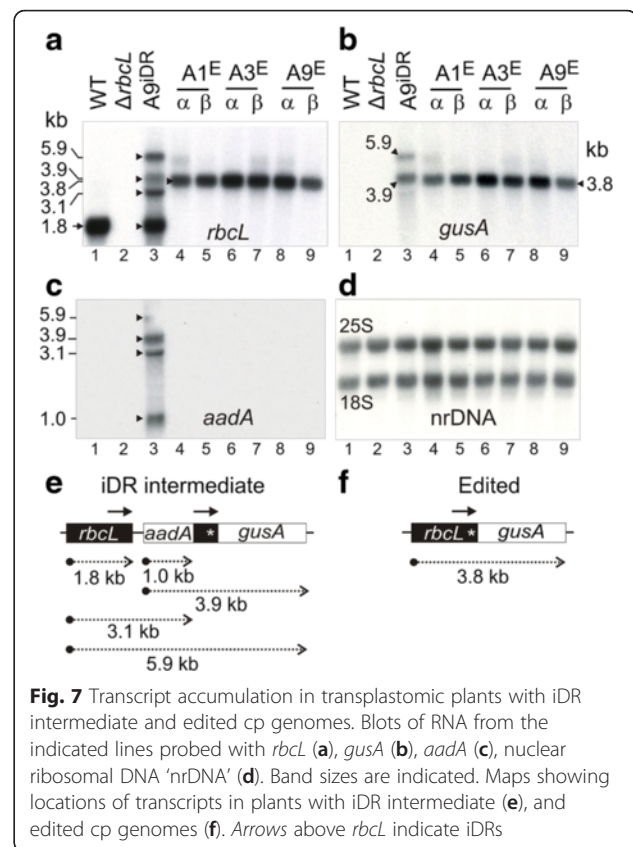 a
b
WT
ΔrbcL
A9iDR
A1E
A3E
A9E
α β α β α β
WT
ΔrbcL
A9iDR
A1E
A3E
A9E
α β α β α β
kb
5.9
3.9
3.8
3.1
1.8
rbcL
1 2 3 4 5 6 7 8 9
5.9
3.9
kb
3.8
gusA
1 2 3 4 5 6 7 8 9
c
d
5.9
3.9
3.1
1.0
aadA
1 2 3 4 5 6 7 8 9
25S
18S
nrDNA
1 2 3 4 5 6 7 8 9
e
iDR intermediate
rbcL aadA * gusA
1.8 kb
1.0 kb
3.9 kb
3.1 kb
5.9 kb
f
Edited
rbcL * gusA
3.8 kb
Fig. 7 Transcript accumulation in transplastomic plants with iDR
intermediate and edited cp genomes. Blots of RNA from the
indicated lines probed with rbcL (a), gusA (b), aadA (c), nuclear
ribosomal DNA ‘nrDNA’ (d). Band sizes are indicated. Maps showing
locations of transcripts in plants with iDR intermediate (e), and
edited cp genomes (f). Arrows above rbcL indicate iDRs